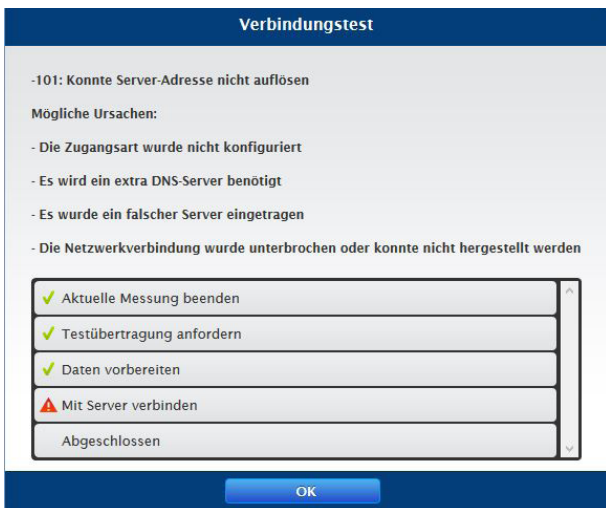 Verbindungstest
-101: Konnte Server-Adresse nicht auflösen
Mögliche Ursachen:
- Die Zugangsart wurde nicht konfiguriert
- Es wird ein extra DNS-Server benötigt
- Es wurde ein falscher Server eingetragen
- Die Netzwerkverbindung wurde unterbrochen oder konnte nicht hergestellt werden
Aktuelle Messung beenden
Testübertragung anfordern
Daten vorbereiten
Mit Server verbinden
Abgeschlossen
OK